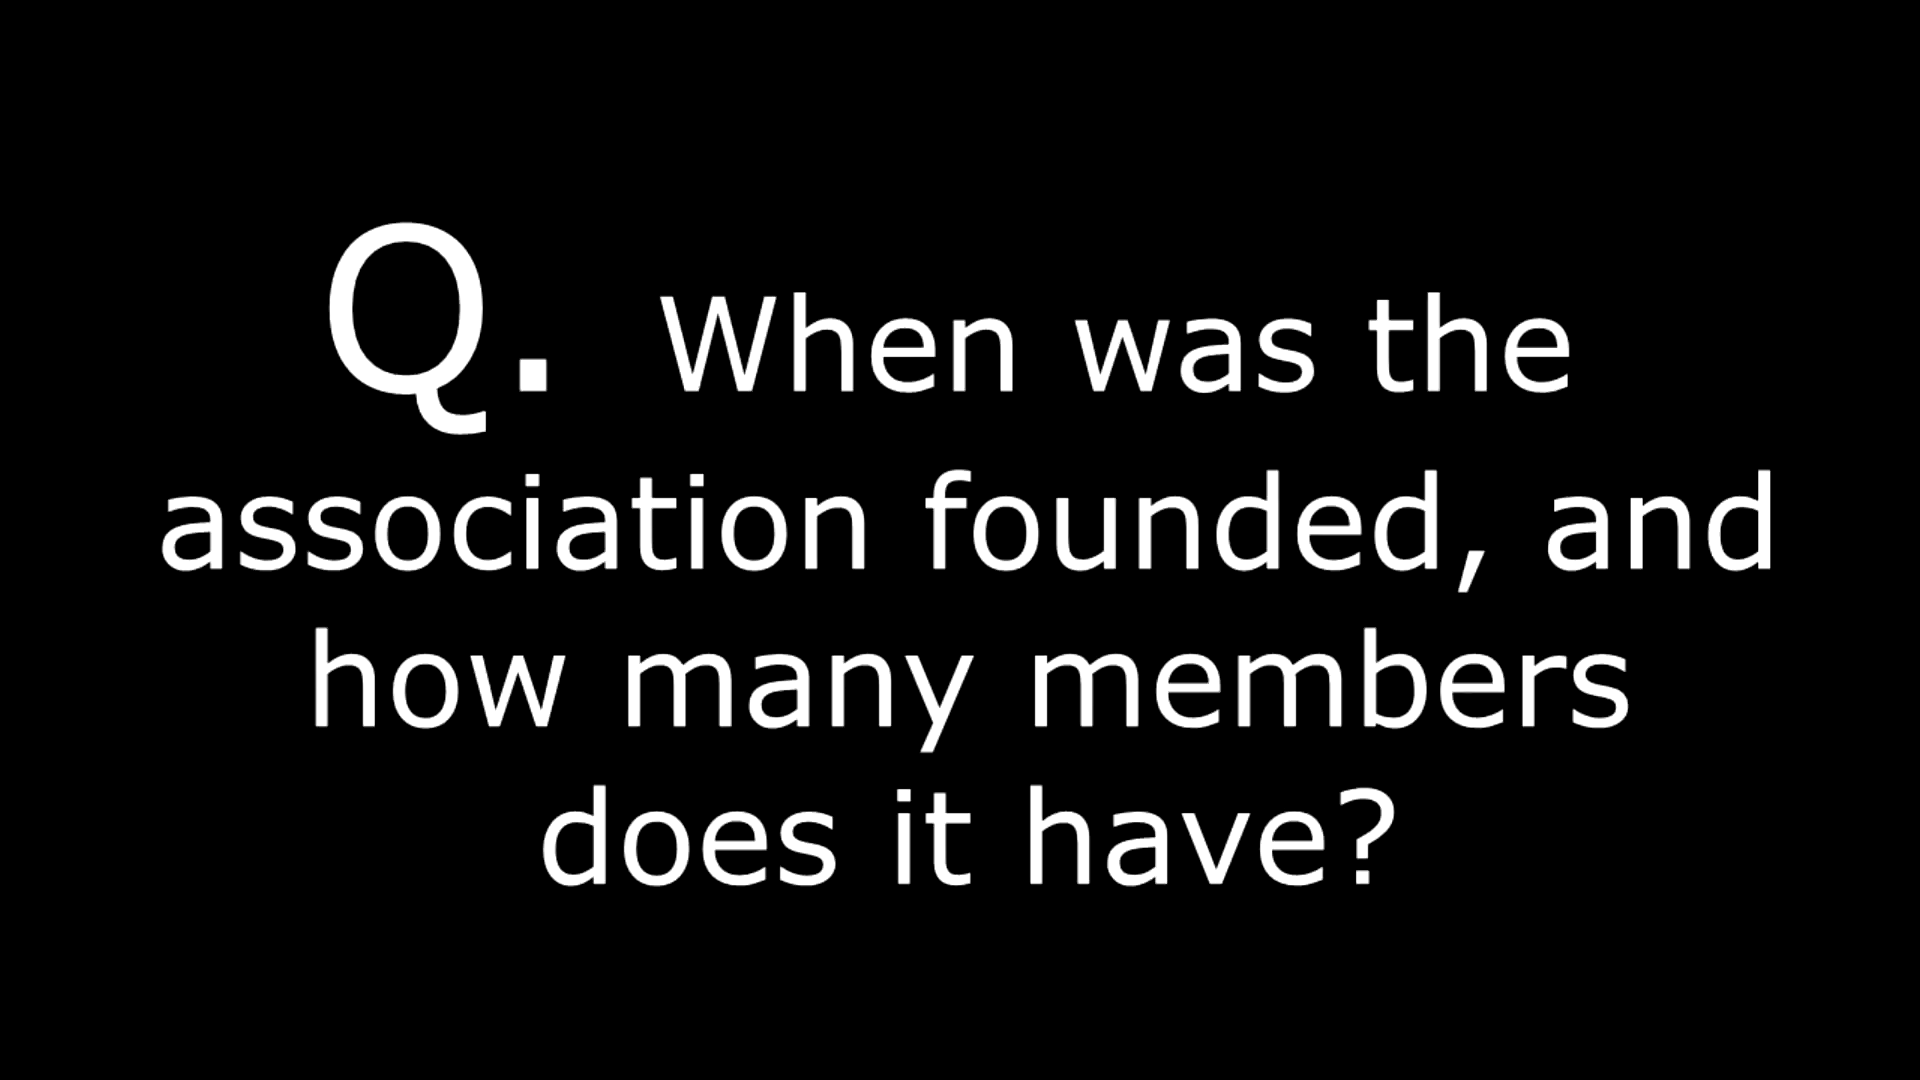 Q. When was the
association founded, and
how many members
does it have?